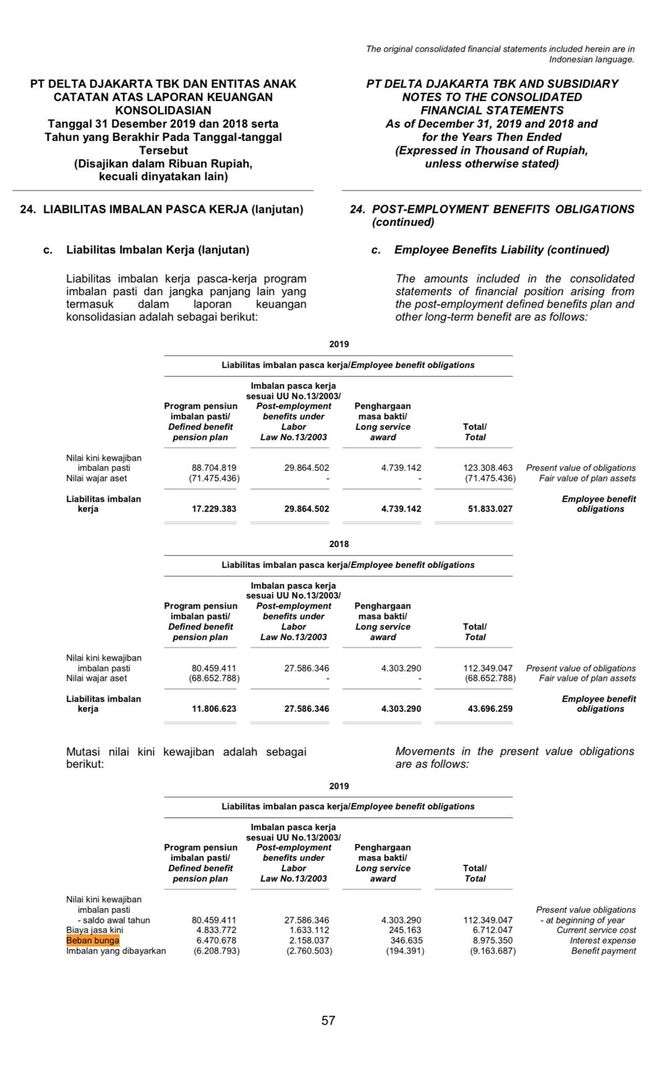 The original consolidated financial statements included herein are in
Indonesian language.
PT DELTA DJAKARTA TBK DAN ENTITAS ANAK
CATATAN ATAS LAPORAN KEUANGAN
KONSOLIDASIAN
Tanggal 31 Desember 2019 dan 2018 serta
Tahun yang Berakhir Pada Tanggal-tanggal
Tersebut
(Disajikan dalam Ribuan Rupiah,
kecuali dinyatakan lain)
PT DELTA DJAKARTA TBK AND SUBSIDIARY
NOTES TO THE CONSOLIDATED
FINANCIAL STATEMENTS
As of December 31, 2019 and 2018 and
for the Years Then Ended
(Expressed in Thousand of Rupiah,
unless otherwise stated)
24. LIABILITAS IMBALAN PASCA KERJA (lanjutan)
24. POST-EMPLOYMENT BENEFITS OBLIGATIONS
(continued)
c. Liabilitas Imbalan Kerja (lanjutan)
c. Employee Benefits Liability (continued)
Liabilitas imbalan kerja pasca-kerja program
imbalan pasti dan jangka panjang lain yang
termasuk dalam laporan keuangan
konsolidasian adalah sebagai berikut:
The amounts included in the consolidated
statements of financial position arising from
the post-employment defined benefits plan and
other long-term benefit are as follows:
2019
Liabilitas imbalan pasca kerja/Employee benefit obligations
Imbalan pasca kerja
sesuai UU No.13/2003/
Program pensiun Post-employment Penghargaan
imbalan pasti/ benefits under masa bakti/
Defined benefit Labor Long service Total/
pension plan Law No.13/2003 award Total
Nilai kini kewajiban
imbalan pasti 88.704.819 29.864.502 4.739.142 123.308.463 Present value of obligations
Nilai wajar aset (71.475.436) - - (71.475.436) Fair value of plan assets
Liabilitas imbalan Employee benefit
kerja 17.229.383 29.864.502 4.739.142 51.833.027 obligations
2018
Liabilitas imbalan pasca kerja/Employee benefit obligations
Imbalan pasca kerja
sesuai UU No.13/2003/
Program pensiun Post-employment Penghargaan
imbalan pasti/ benefits under masa bakti/
Defined benefit Labor Long service Total/
pension plan Law No.13/2003 award Total
Nilai kini kewajiban
imbalan pasti 80.459.411 27.586.346 4.303.290 112.349.047 Present value of obligations
Nilai wajar aset (68.652.788) - - (68.652.788) Fair value of plan assets
Liabilitas imbalan Employee benefit
kerja 11.806.623 27.586.346 4.303.290 43.696.259 obligations
Mutasi nilai kini kewajiban adalah sebagai
berikut:
Movements in the present value obligations
are as follows:
2019
Liabilitas imbalan pasca kerja/Employee benefit obligations
Imbalan pasca kerja
sesuai UU No.13/2003/
Program pensiun Post-employment Penghargaan
imbalan pasti/ benefits under masa bakti/
Defined benefit Labor Long service Total/
pension plan Law No.13/2003 award Total
Nilai kini kewajiban
imbalan pasti Present value obligations
- saldo awal tahun 80.459.411 27.586.346 4.303.290 112.349.047 - at beginning of year
Biaya jasa kini 4.833.772 1.633.112 245.163 6.712.047 Current service cost
Beban bunga 6.470.678 2.158.037 346.635 8.975.350 Interest expense
Imbalan yang dibayarkan (6.208.793) (2.760.503) (194.391) (9.163.687) Benefit payment
57